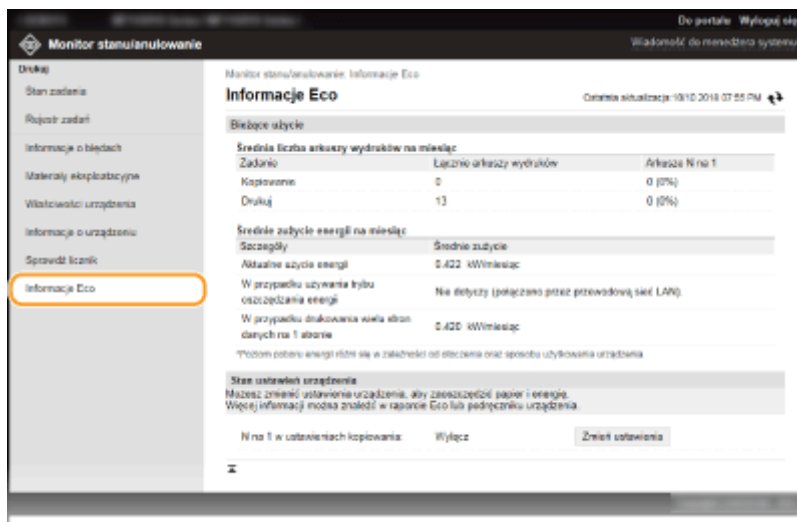 Do portalu Wyloguj się
Monitor stanu/anulowanie
Wiadomość do menedżera systemu
Drukuj
Stan zadania
Rejestr zadań
Informacje o błędach
Materiały eksploatacyjne
Właściwości urządzenia
Informacje o urządzeniu
Sprawdź licznik
Informacje Eco
Monitor stanu/anulowanie: Informacje Eco
Informacje Eco
Ostatnia aktualizacja: 10/10 2018 07:55 PM
Bieżące użycie
Średnia liczba arkuszy wydruków na miesiąc
Zadanie Łącznie arkuszy wydruków Arkusze N na 1
Kopiowanie 0 0 (0%)
Drukuj 13 0 (0%)
Średnie zużycie energii na miesiąc
Szczegóły Średnie zużycie
Aktualne użycie energii 0.422 kW/miesiąc
W przypadku używania trybu
oszczędzania energii
Nie dotyczy (połączono przez przewodową sieć LAN).
W przypadku drukowania wielu stron
danych na 1 stronie
0.420 kW/miesiąc
*Poziom poboru energii różni się w zależności od otoczenia oraz sposobu użytkowania urządzenia.
Stan ustawień urządzenia
Możesz zmienić ustawienia urządzenia, aby zaoszczędzić papier i energię.
Więcej informacji można znaleźć w raporcie Eco lub podręczniku urządzenia.
N na 1 w ustawieniach kopiowania: Wyłącz Zmień ustawienia